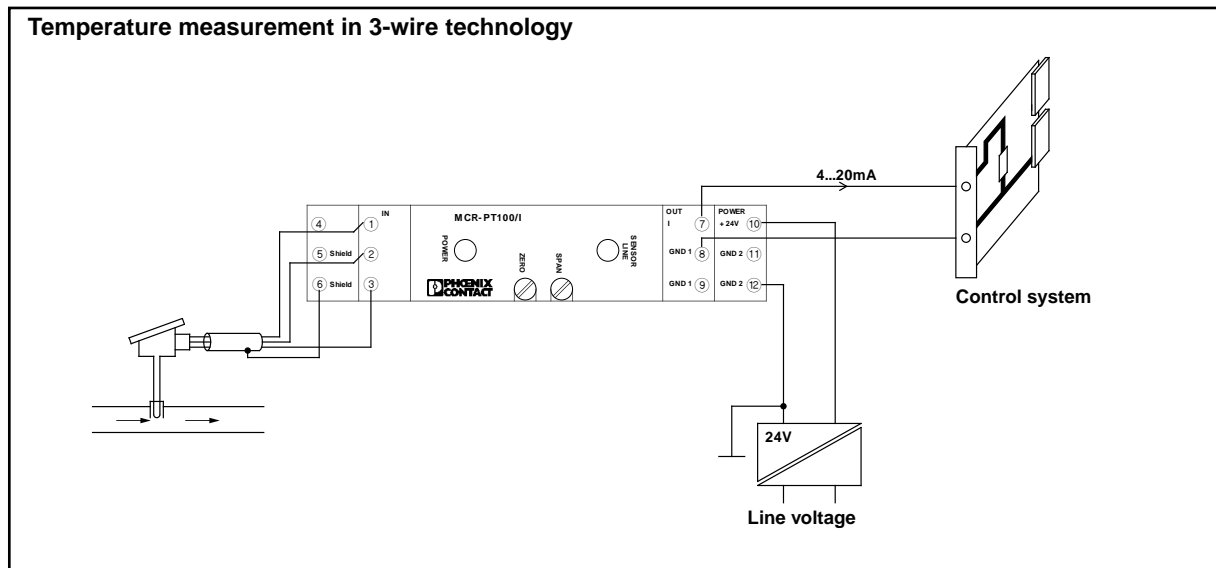 Temperature measurement in 3-wire technology
4...20mA
IN
MCR-PT100/I
OUT
POWER
4
1
I
7
+ 24V
10
POWER
SENSOR LINE
5
Shield
2
ZERO
SPAN
GND 1
8
GND 2
11
6
Shield
3
PHŒNIX
CONTACT
GND 1
9
GND 2
12
Control system
24V
Line voltage